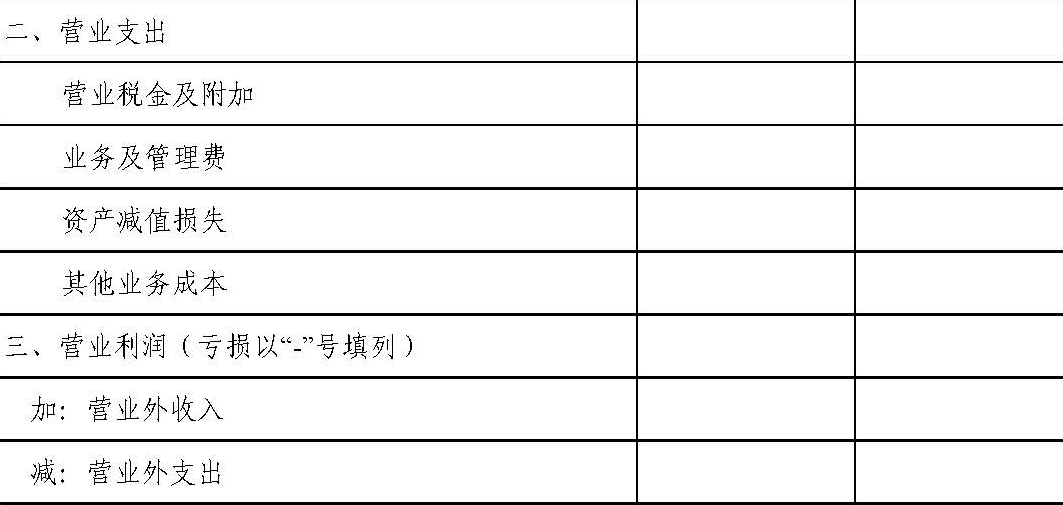 二、营业支出
营业税金及附加
业务及管理费
资产减值损失
其他业务成本
三、营业利润（亏损以“-”号填列）
加：营业外收入
减：营业外支出